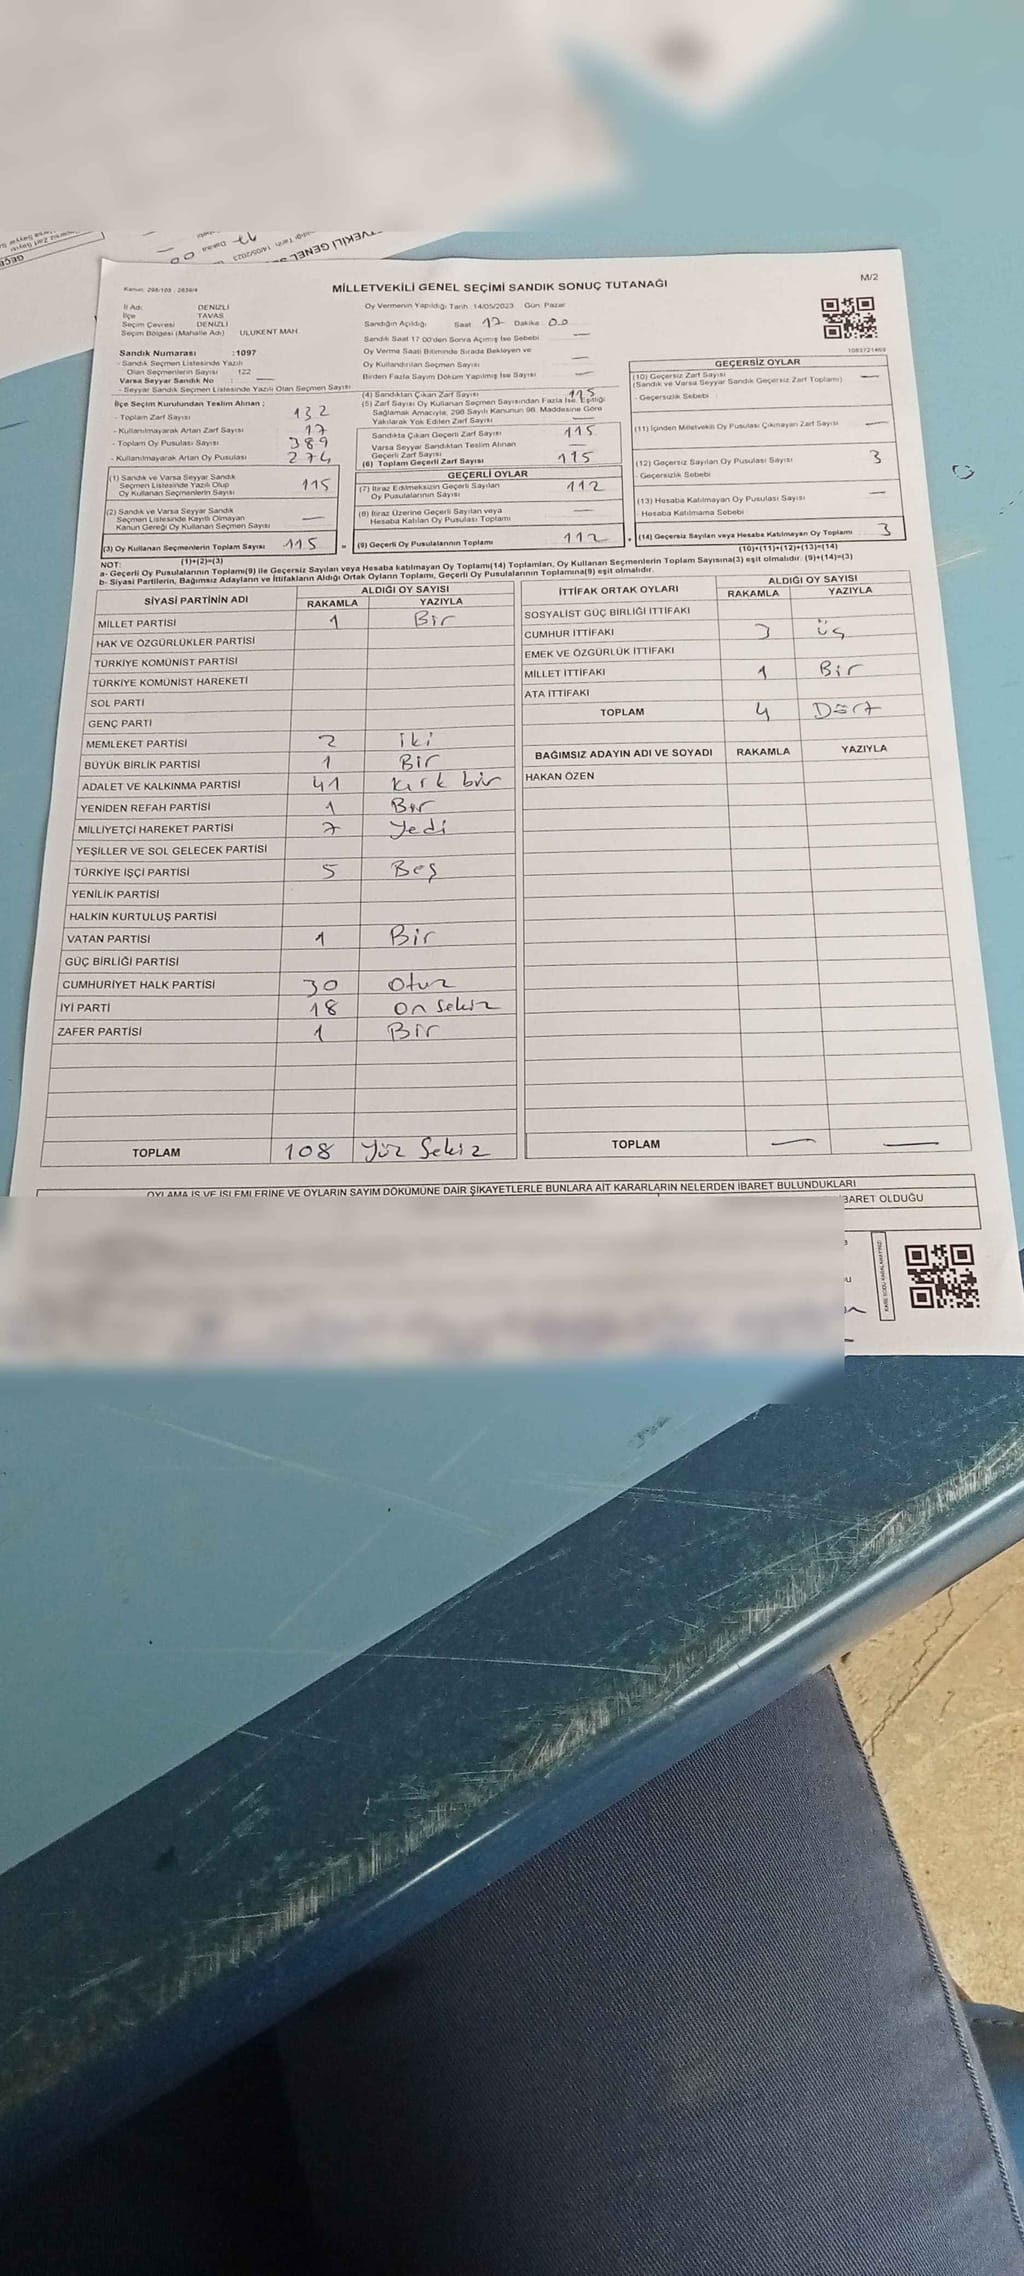 MİLLETVEKİLİ GENEL SEÇİMİ SANDIK SONUÇ TUTANAĞI
M/2
İl Adı: DENİZLİ
İlçe TAVAS
Seçim Çevresi DENİZLİ
Seçim Bölgesi (Mahalle Adı) ULUKENT MAH
Sandık Numarası :1097
- Sandık Seçmen Listesinde Yazılı
Olan Seçmenlerin Sayısı : 122
Varsa Seyyar Sandık No : —
- Seyyar Sandık Seçmen Listesinde Yazılı Olan Seçmen Sayısı
Oy Vermenin Yapıldığı Tarih :14/05/2023 Gün: Pazar
Sandığın Açıldığı Saat 17 Dakika 00
Sandık Saat 17 00'den Sonra Açımış İse Sebebi —
Oy Verme Saati Bitiminde Sırada Bekleyen ve
Oy Kullandırılan Seçmen Sayısı —
Birden Fazla Sayım Döküm Yapılmış İse Sayısı —
İlçe Seçim Kurulundan Teslim Alınan ;
- Toplam Zarf Sayısı 132
- Kullanılmayarak Artan Zarf Sayısı 17
- Toplam Oy Pusulası Sayısı 389
- Kullanılmayarak Artan Oy Pusulası 274
(1) Sandık ve Varsa Seyyar Sandık
Seçmen Listesinde Yazılı Olup
Oy Kullanan Seçmenlerin Sayısı 115
(2) Sandık ve Varsa Seyyar Sandık
Seçmen Listesinde Kayıtlı Olmayan
Kanun Gereği Oy Kullanan Seçmen Sayısı —
(3) Oy Kullanan Seçmenlerin Toplam Sayısı 115
(1)+(2)=(3)
(4) Sandıktan Çıkan Zarf Sayısı 115
(5) Zarf Sayısı Oy Kullanan Seçmen Sayısından Fazla İse, Eşitliği
Sağlamak Amacıyla; 298 Sayılı Kanunun 98. Maddesine Göre
Yakılarak Yok Edilen Zarf Sayısı —
Sandıkta Çıkan Geçerli Zarf Sayısı 115
Varsa Seyyar Sandıktan Teslim Alınan
Geçerli Zarf Sayısı —
(6) Toplam Geçerli Zarf Sayısı 115
GEÇERLİ OYLAR
(7) İtiraz Edilmeksizin Geçerli Sayılan
Oy Pusulalarının Sayısı 112
(8) İtiraz Üzerine Geçerli Sayılan veya
Hesaba Katılan Oy Pusulası Toplamı —
= (9) Geçerli Oy Pusulalarının Toplamı 112
1083721469
GEÇERSİZ OYLAR
(10) Geçersiz Zarf Sayısı
(Sandık ve Varsa Seyyar Sandık Geçersiz Zarf Toplamı) —
- Geçersizlik Sebebi
(11) İçinden Milletvekili Oy Pusulası Çıkmayan Zarf Sayısı —
(12) Geçersiz Sayılan Oy Pusulası Sayısı 3
- Geçersizlik Sebebi
(13) Hesaba Katılmayan Oy Pusulası Sayısı —
- Hesaba Katılmama Sebebi
+ (14) Geçersiz Sayılan veya Hesaba Katılmayan Oy Toplamı 3
(10)+(11)+(12)+(13)=(14)
NOT:
a- Geçerli Oy Pusulalarının Toplamı(9) ile Geçersiz Sayılan veya Hesaba katılmayan Oy Toplamı(14) Toplamları, Oy Kullanan Seçmenlerin Toplam Sayısına(3) eşit olmalıdır. (9)+(14)=(3)
b- Siyasi Partilerin, Bağımsız Adayların ve İttifakların Aldığı Ortak Oyların Toplamı, Geçerli Oy Pusulalarının Toplamına(9) eşit olmalıdır.
SİYASİ PARTİNİN ADI ALDIĞI OY SAYISI
RAKAMLA YAZIYLA
MİLLET PARTİSİ 1 Bir
HAK VE ÖZGÜRLÜKLER PARTİSİ
TÜRKİYE KOMÜNİST PARTİSİ
TÜRKİYE KOMÜNİST HAREKETİ
SOL PARTİ
GENÇ PARTİ
MEMLEKET PARTİSİ 2 iki
BÜYÜK BİRLİK PARTİSİ 1 Bir
ADALET VE KALKINMA PARTİSİ 41 Kırk bir
YENİDEN REFAH PARTİSİ 1 Bir
MİLLİYETÇİ HAREKET PARTİSİ 7 Yedi
YEŞİLLER VE SOL GELECEK PARTİSİ
TÜRKİYE İŞÇİ PARTİSİ 5 Beş
YENİLİK PARTİSİ
HALKIN KURTULUŞ PARTİSİ
VATAN PARTİSİ 1 Bir
GÜÇ BİRLİĞİ PARTİSİ
CUMHURİYET HALK PARTİSİ 30 Otuz
İYİ PARTİ 18 On Sekiz
ZAFER PARTİSİ 1 Bir
TOPLAM 108 Yüz Sekiz
İTTİFAK ORTAK OYLARI ALDIĞI OY SAYISI
RAKAMLA YAZIYLA
SOSYALİST GÜÇ BİRLİĞİ İTTİFAKI
CUMHUR İTTİFAKI 3 üç
EMEK VE ÖZGÜRLÜK İTTİFAKI
MİLLET İTTİFAKI 1 Bir
ATA İTTİFAKI
TOPLAM 4 Dört
BAĞIMSIZ ADAYIN ADI VE SOYADI RAKAMLA YAZIYLA
HAKAN ÖZEN
TOPLAM — —
OYLAMA İŞ VE İŞLEMLERİNE VE OYLARIN SAYIM DÖKÜMÜNE DAİR ŞİKAYETLERLE BUNLARA AİT KARARLARIN NELERDEN İBARET BULUNDUKLARI
İBARET OLDUĞU